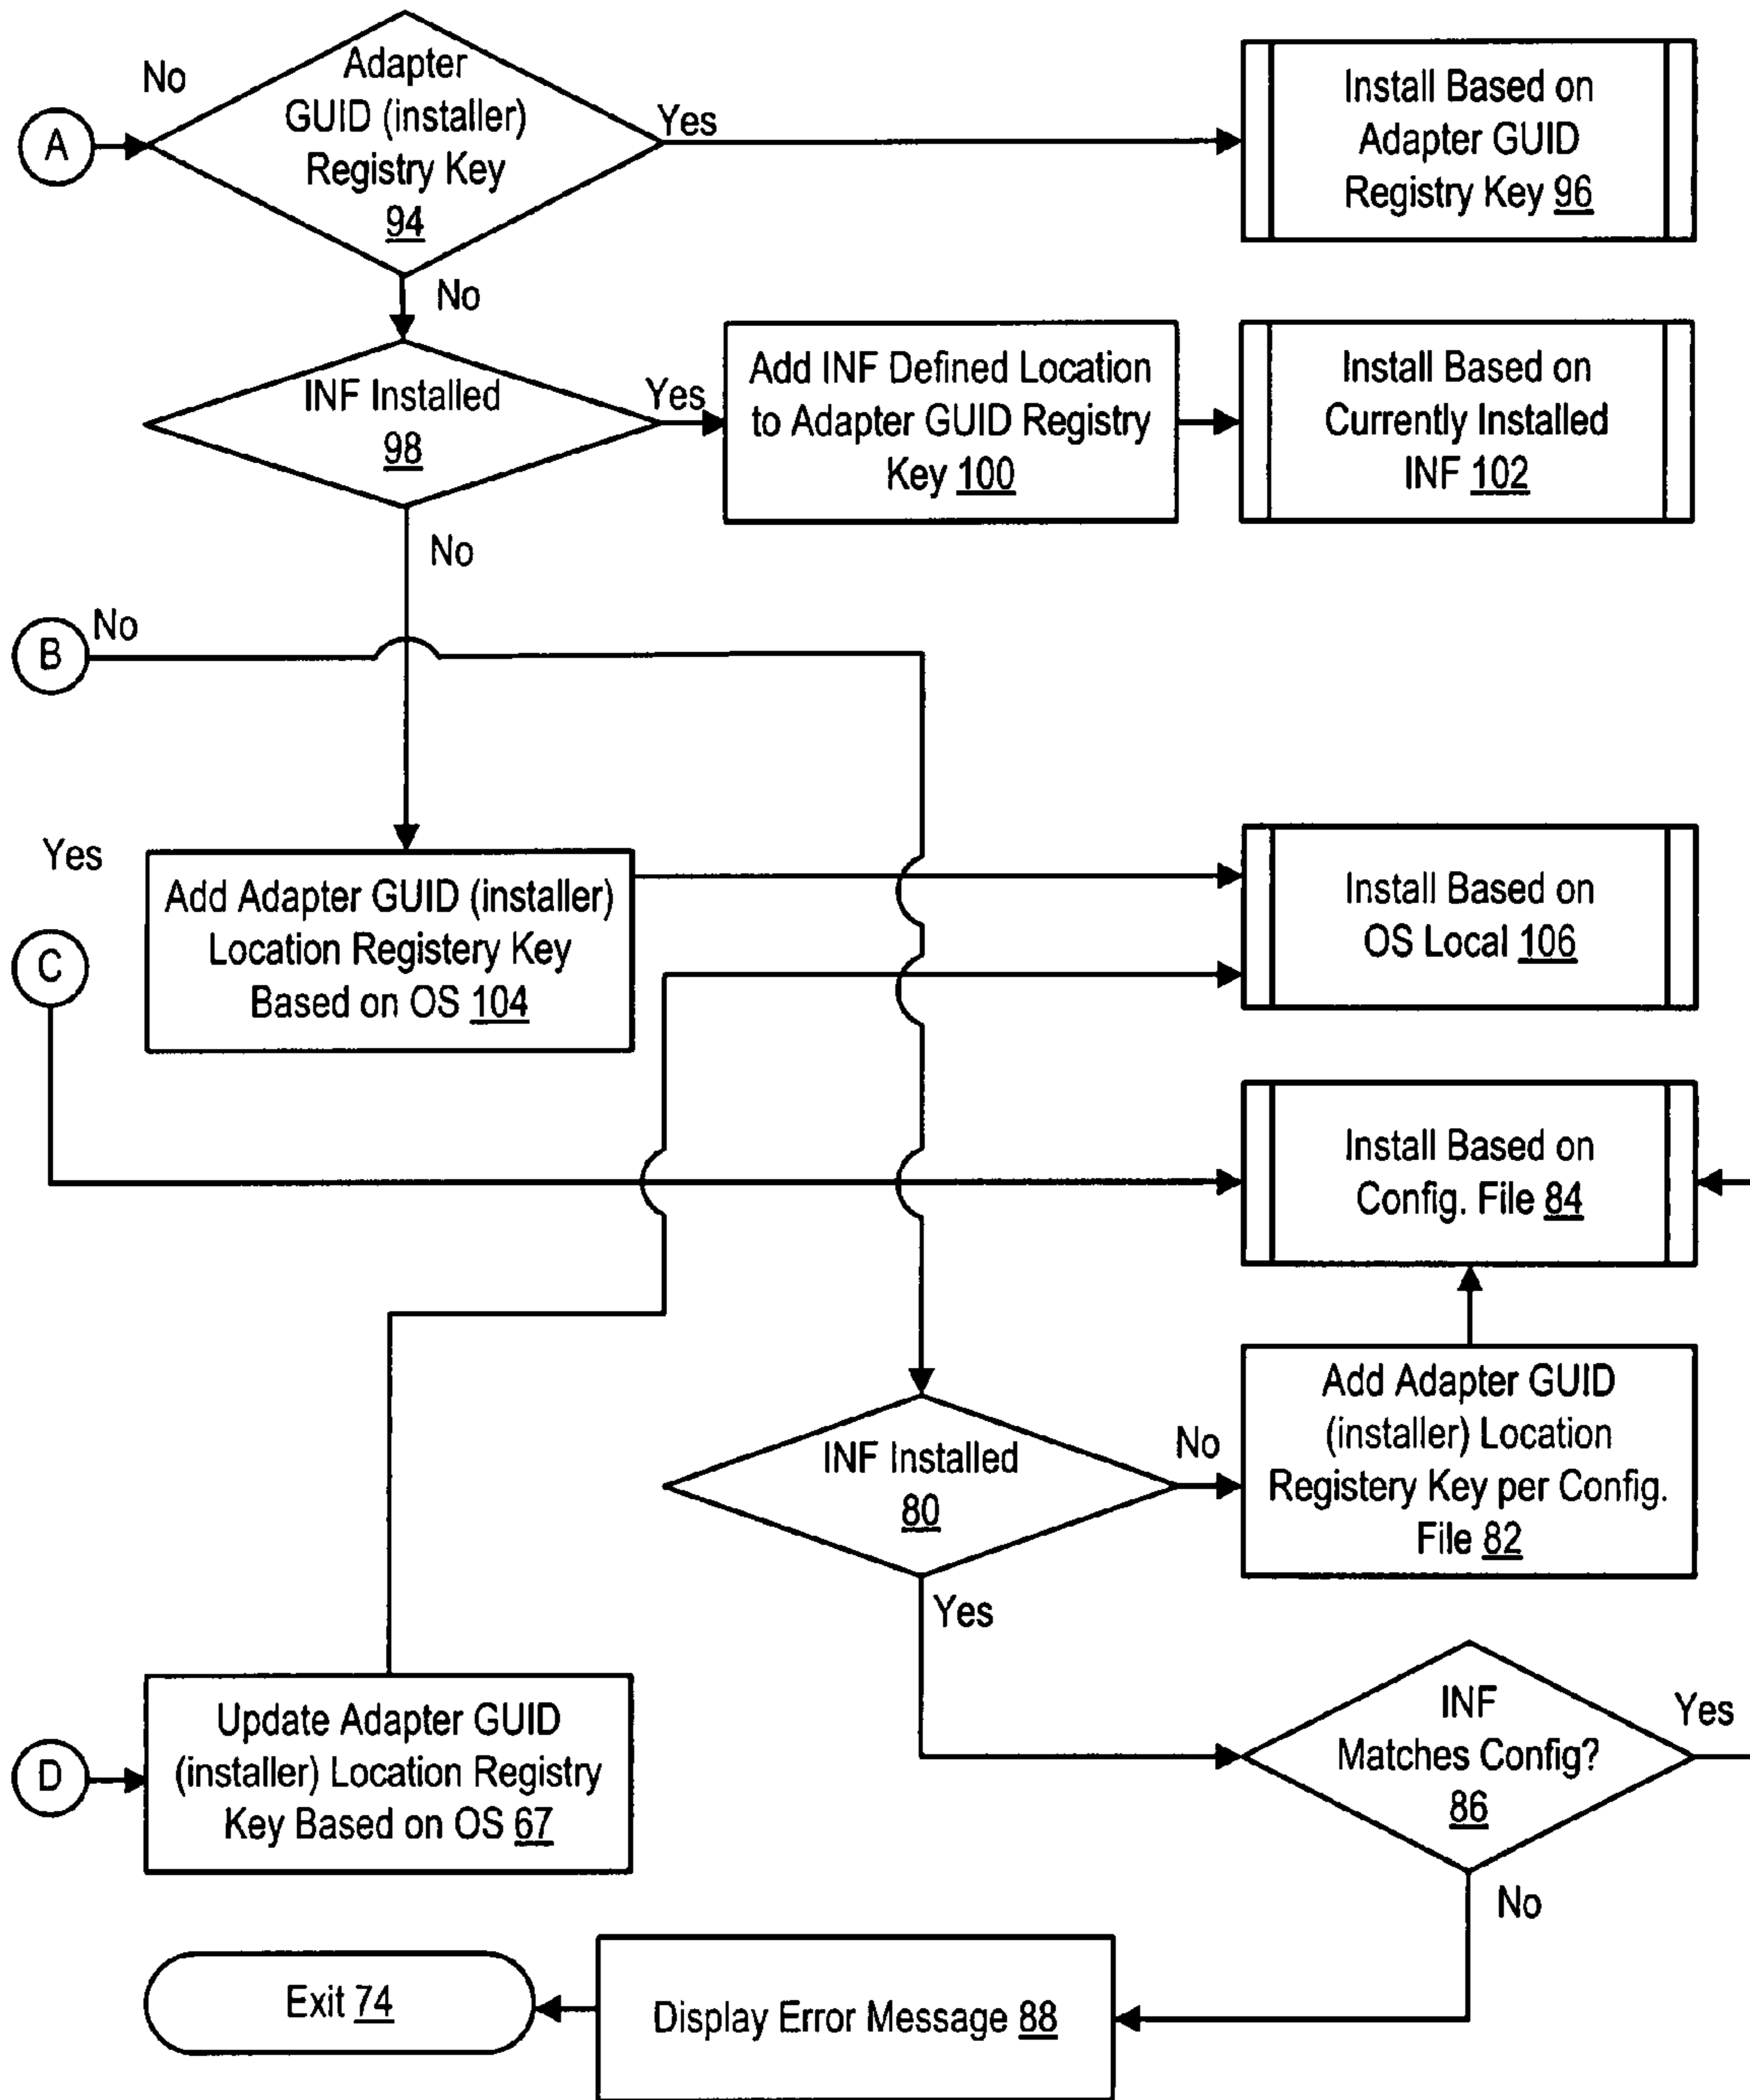 No
A
Adapter
GUID (installer)
Registry Key
94
Yes
Install Based on
Adapter GUID
Registry Key 96
No
INF Installed
98
Yes
Add INF Defined Location
to Adapter GUID Registry
Key 100
Install Based on
Currently Installed
INF 102
No
B
No
Yes
C
Add Adapter GUID (installer)
Location Registery Key
Based on OS 104
Install Based on
OS Local 106
Install Based on
Config. File 84
INF Installed
80
No
Add Adapter GUID
(installer) Location
Registery Key per Config.
File 82
Yes
D
Update Adapter GUID
(installer) Location Registry
Key Based on OS 67
INF
Matches Config?
86
Yes
No
Exit 74
Display Error Message 88